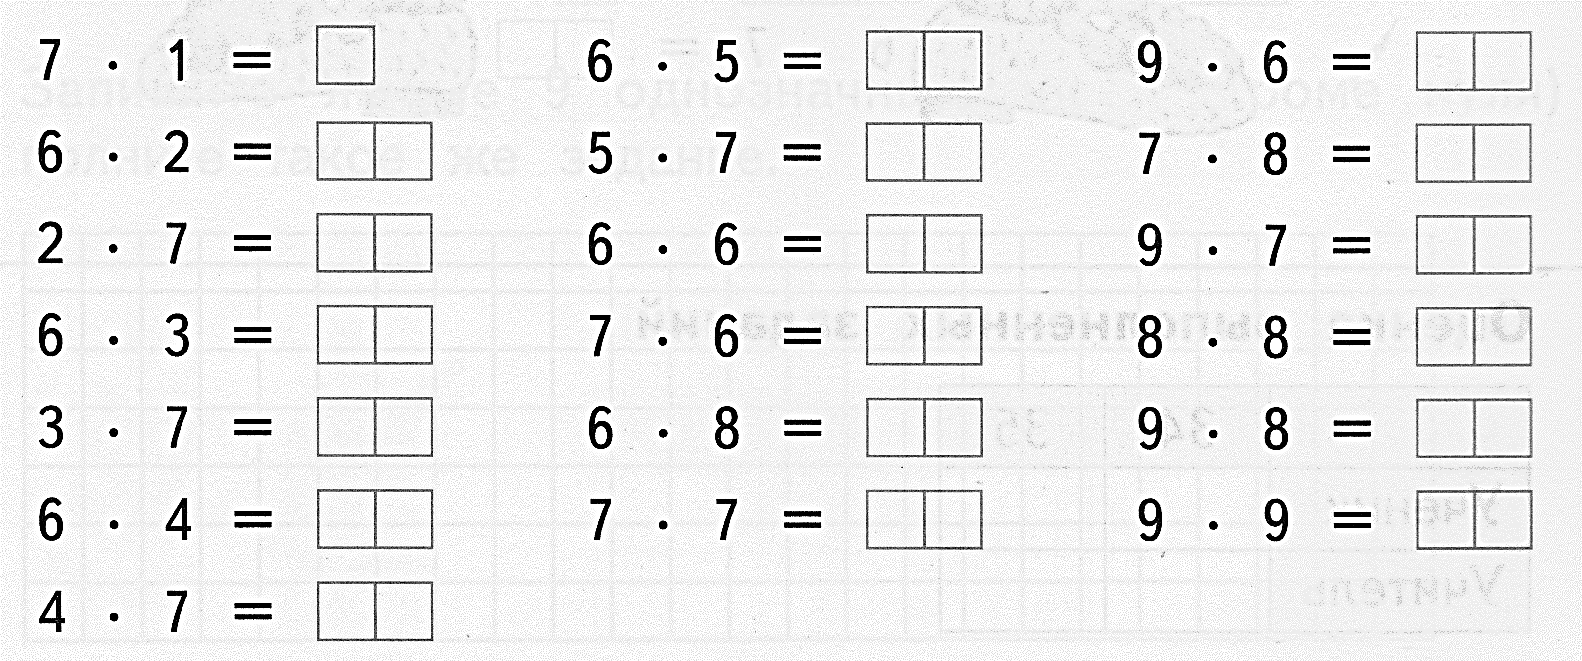 7 · 1 =
6 · 2 =
2 · 7 =
6 · 3 =
3 · 7 =
6 · 4 =
4 · 7 =
6 · 5 =
5 · 7 =
6 · 6 =
7 · 6 =
6 · 8 =
7 · 7 =
9 · 6 =
7 · 8 =
9 · 7 =
8 · 8 =
9 · 8 =
9 · 9 =